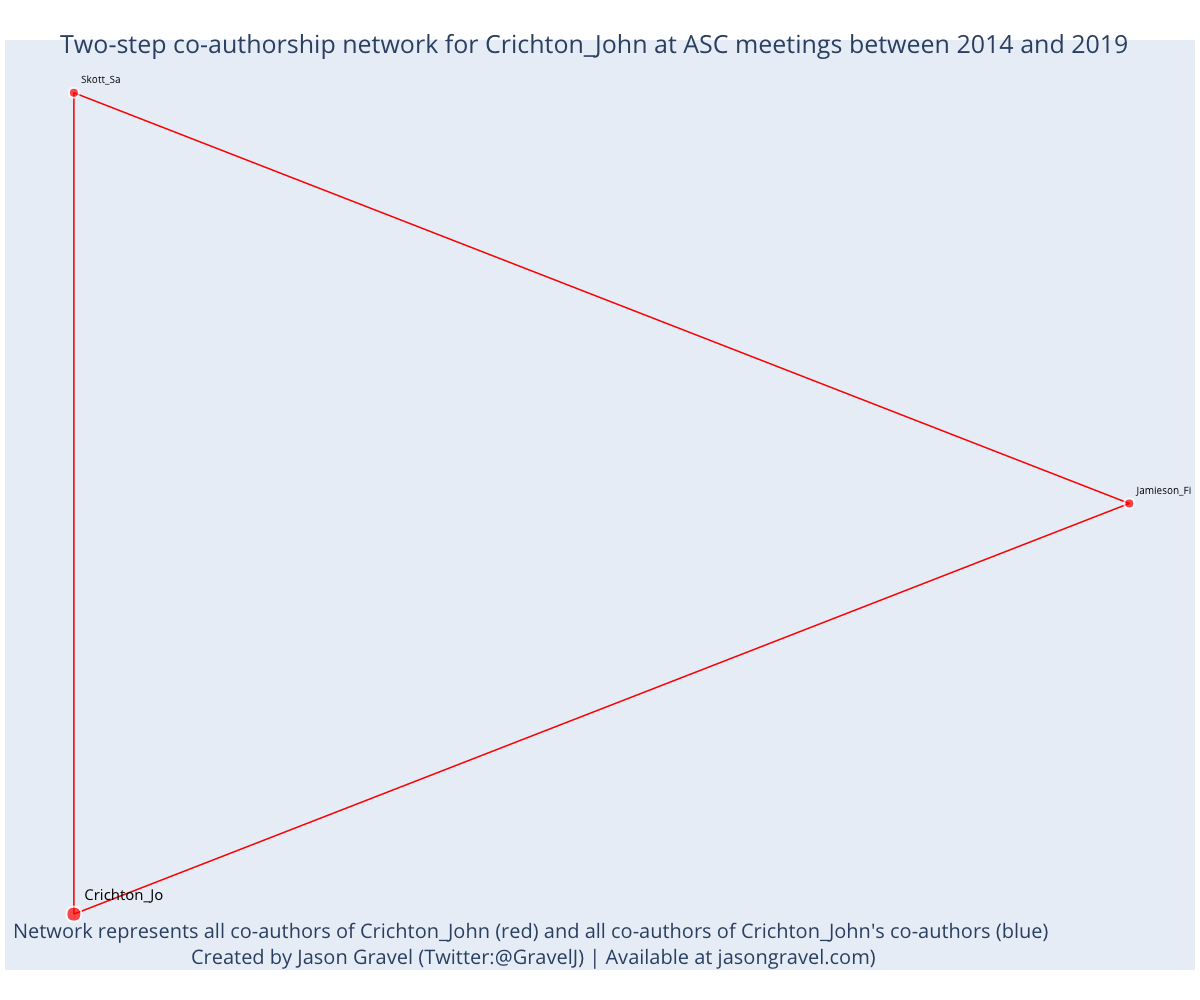 Two-step co-authorship network for Crichton_John at ASC meetings between 2014 and 2019
Skott_Sa
Jamieson_Fi
Crichton_Jo
Network represents all co-authors of Crichton_John (red) and all co-authors of Crichton_John's co-authors (blue)
Created by Jason Gravel (Twitter:@GravelJ) | Available at jasongravel.com)